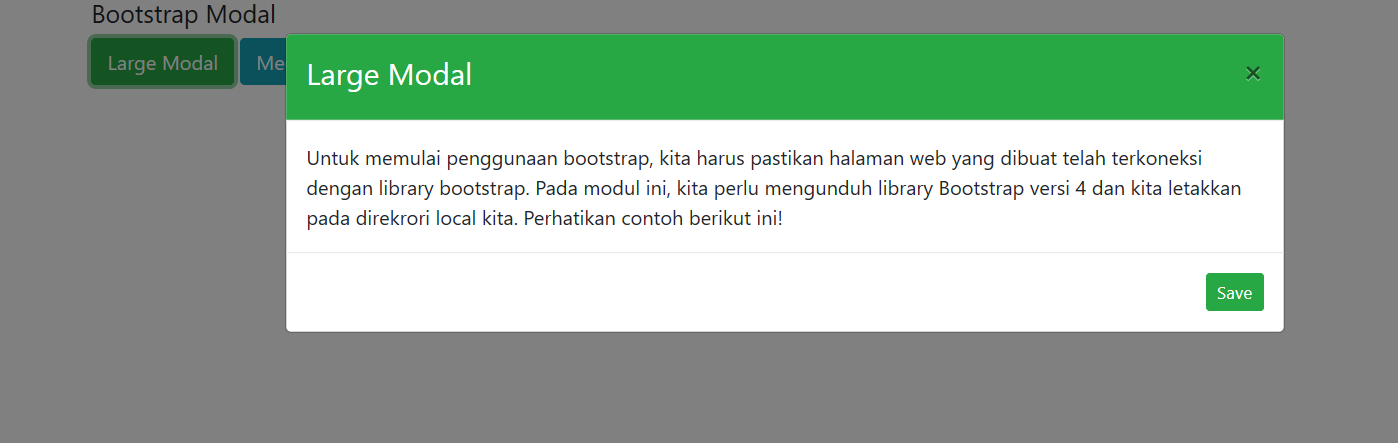 Bootstrap Modal
Large Modal
Me
Large Modal
×
Untuk memulai penggunaan bootstrap, kita harus pastikan halaman web yang dibuat telah terkoneksi
dengan library bootstrap. Pada modul ini, kita perlu mengunduh library Bootstrap versi 4 dan kita letakkan
pada direkrori local kita. Perhatikan contoh berikut ini!
Save